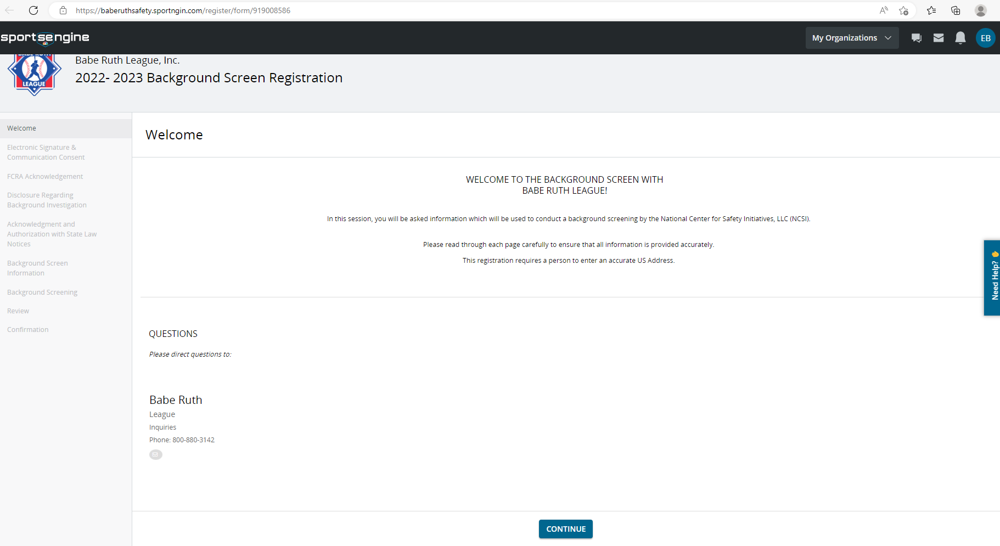 https://baberuthsafety.sportngin.com/register/form/919008586
sportsengine
My Organizations
EB
BABE RUTH
LEAGUE
Babe Ruth League, Inc.
2022- 2023 Background Screen Registration
Welcome
Electronic Signature &
Communication Consent
FCRA Acknowledgement
Disclosure Regarding
Background Investigation
Acknowledgment and
Authorization with State Law
Notices
Background Screen
Information
Background Screening
Review
Confirmation
Welcome
WELCOME TO THE BACKGROUND SCREEN WITH
BABE RUTH LEAGUE!
In this session, you will be asked information which will be used to conduct a background screening by the National Center for Safety Initiatives, LLC (NCSI).
Please read through each page carefully to ensure that all information is provided accurately.
This registration requires a person to enter an accurate US Address.
Need Help?
QUESTIONS
Please direct questions to:
Babe Ruth
League
Inquiries
Phone: 800-880-3142
CONTINUE